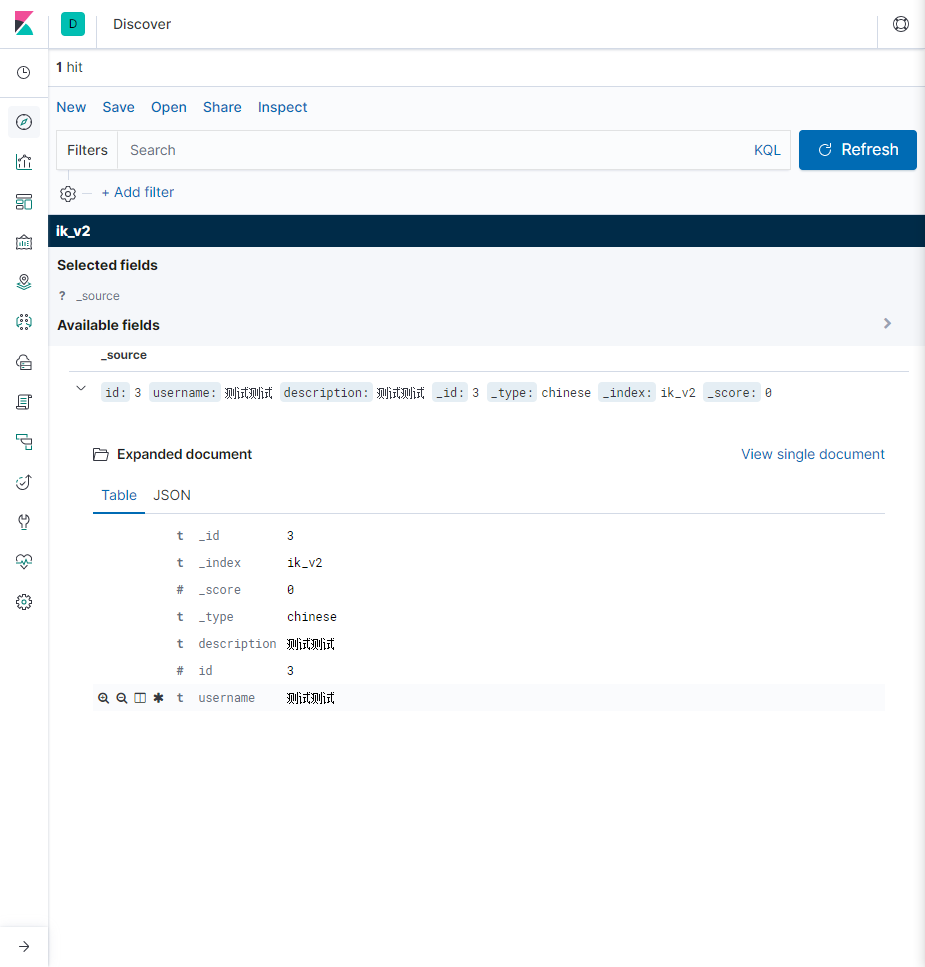 D Discover
1 hit
New Save Open Share Inspect
Filters Search KQL Refresh
+ Add filter
ik_v2
Selected fields
? _source
Available fields
_source
id: 3 username: 测试测试 description: 测试测试 _id: 3 _type: chinese _index: ik_v2 _score: 0
Expanded document View single document
Table JSON
t _id 3
t _index ik_v2
# _score 0
t _type chinese
t description 测试测试
# id 3
t username 测试测试